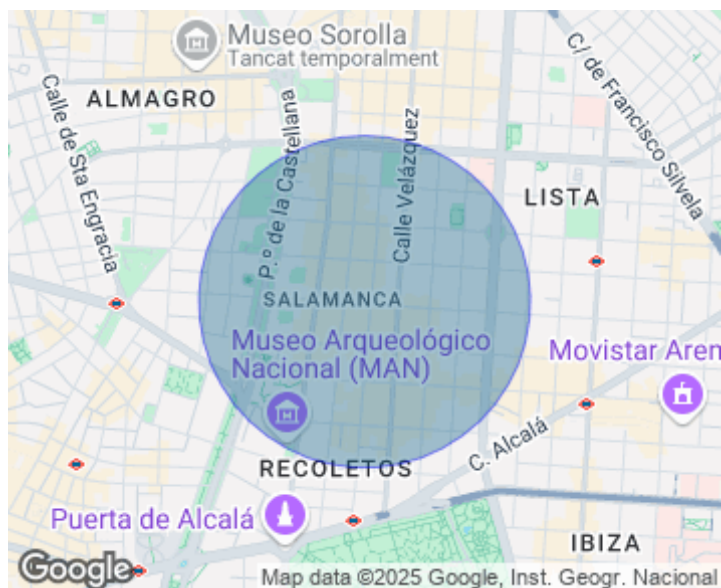 Museo Sorolla
Tancat temporalment
ALMAGRO
C/ de Francisco Silvela
Calle de Sta Engracia
P.º de la Castellana
Calle Velázquez
LISTA
SALAMANCA
Museo Arqueológico
Nacional (MAN)
Movistar Aren
C. Alcalá
RECOLETOS
Puerta de Alcalá
IBIZA
Google
Map data ©2025 Google, Inst. Geogr. Nacional